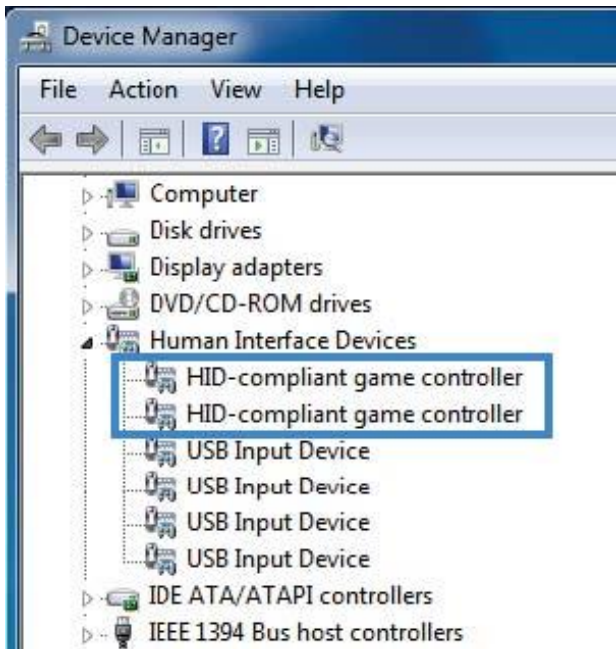 Device Manager
File Action View Help
Computer
Disk drives
Display adapters
DVD/CD-ROM drives
Human Interface Devices
HID-compliant game controller
HID-compliant game controller
USB Input Device
USB Input Device
USB Input Device
USB Input Device
IDE ATA/ATAPI controllers
IEEE 1394 Bus host controllers